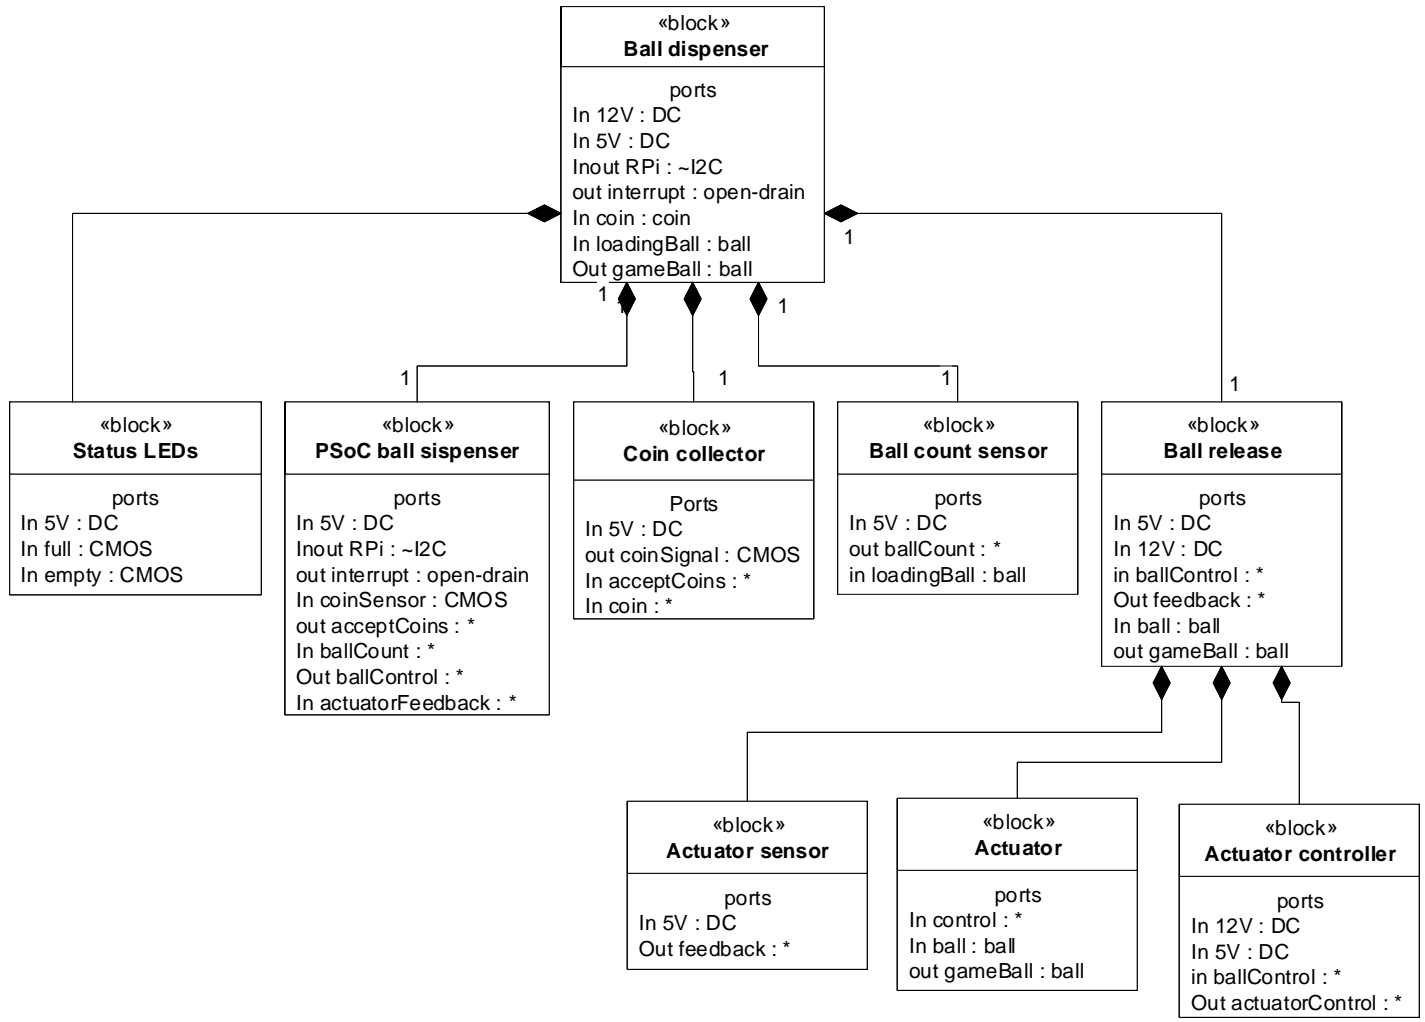 «block»
Ball dispenser
ports
In 12V : DC
In 5V : DC
Inout RPi : ~I2C
out interrupt : open-drain
In coin : coin
In loadingBall : ball
Out gameBall : ball
1
1
1
1
1
1
1
1
«block»
Status LEDs
ports
In 5V : DC
In full : CMOS
In empty : CMOS
«block»
PSoC ball sispenser
ports
In 5V : DC
Inout RPi : ~I2C
out interrupt : open-drain
In coinSensor : CMOS
out acceptCoins : *
In ballCount : *
Out ballControl : *
In actuatorFeedback : *
«block»
Coin collector
Ports
In 5V : DC
out coinSignal : CMOS
In acceptCoins : *
In coin : *
«block»
Ball count sensor
ports
In 5V : DC
out ballCount : *
in loadingBall : ball
«block»
Ball release
ports
In 5V : DC
In 12V : DC
in ballControl : *
Out feedback : *
In ball : ball
out gameBall : ball
«block»
Actuator sensor
ports
In 5V : DC
Out feedback : *
«block»
Actuator
ports
In control : *
In ball : ball
out gameBall : ball
«block»
Actuator controller
ports
In 12V : DC
In 5V : DC
in ballControl : *
Out actuatorControl : *